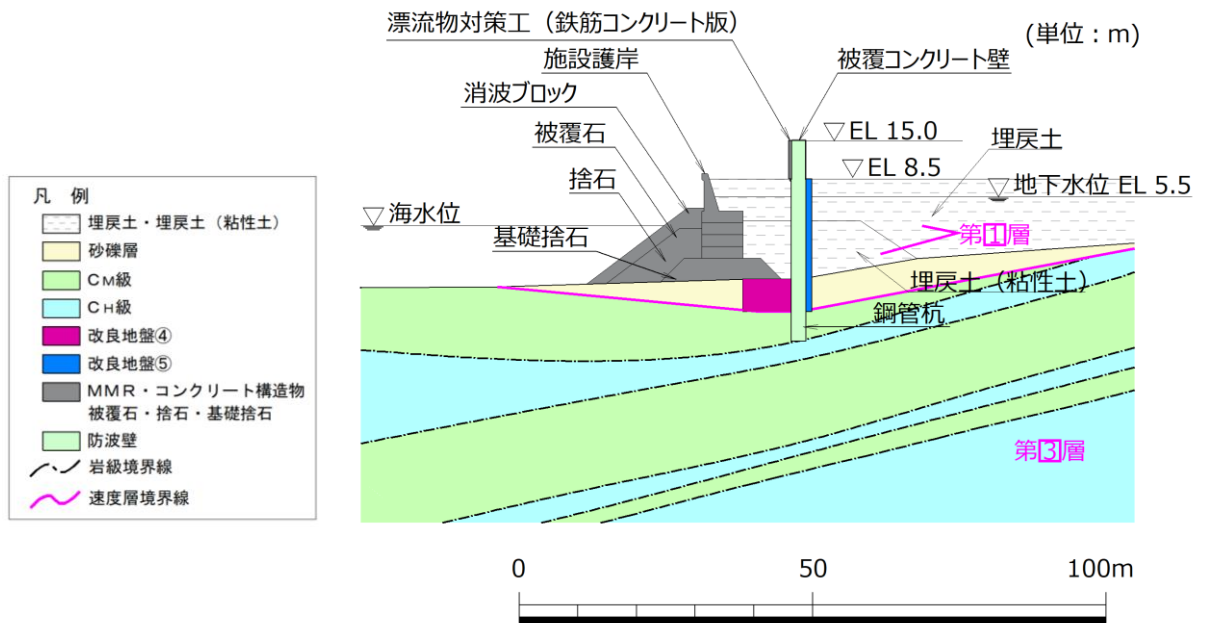 漂流物対策工（鉄筋コンクリート版）
(単位：m)
施設護岸
被覆コンクリート壁
消波ブロック
被覆石
▽EL 15.0
埋戻土
捨石
▽EL 8.5
▽地下水位 EL 5.5
▽海水位
基礎捨石
第1層
埋戻土（粘性土）
鋼管杭
第3層
凡 例
埋戻土・埋戻土（粘性土）
砂礫層
CM級
CH級
改良地盤④
改良地盤⑤
MMR・コンクリート構造物
被覆石・捨石・基礎捨石
防波壁
岩級境界線
速度層境界線
0 50 100m